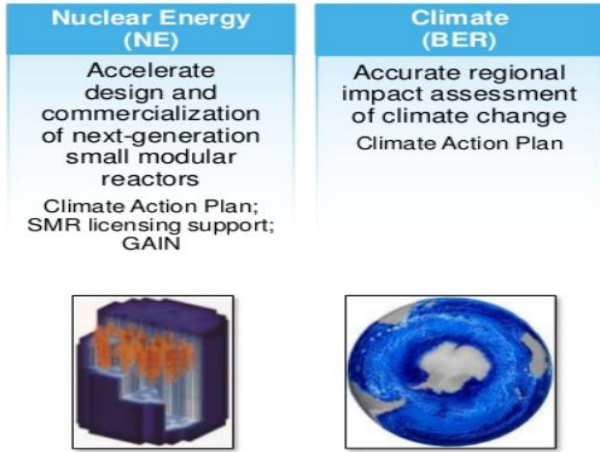 Nuclear Energy
(NE)
Accelerate
design and
commercialization
of next-generation
small modular
reactors
Climate Action Plan;
SMR licensing support;
GAIN
Climate
(BER)
Accurate regional
impact assessment
of climate change
Climate Action Plan